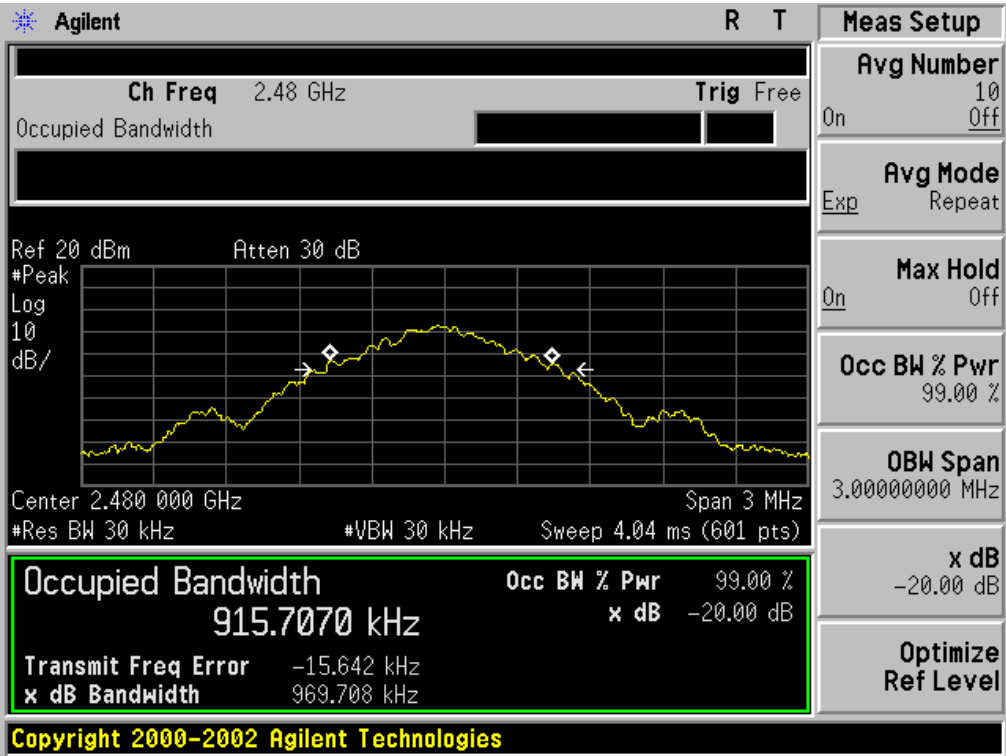 Agilent R T Meas Setup
Ch Freq 2.48 GHz Trig Free
Occupied Bandwidth
Avg Number
10
On Off
Avg Mode
Exp Repeat
Max Hold
On Off
Occ BW % Pwr
99.00 %
OBW Span
3.00000000 MHz
x dB
-20.00 dB
Optimize
Ref Level
Ref 20 dBm Atten 30 dB
#Peak
Log
10
dB/
Center 2.480 000 GHz Span 3 MHz
#Res BW 30 kHz #VBW 30 kHz Sweep 4.04 ms (601 pts)
Occupied Bandwidth Occ BW % Pwr 99.00 %
915.7070 kHz x dB -20.00 dB
Transmit Freq Error -15.642 kHz
x dB Bandwidth 969.708 kHz
Copyright 2000-2002 Agilent Technologies